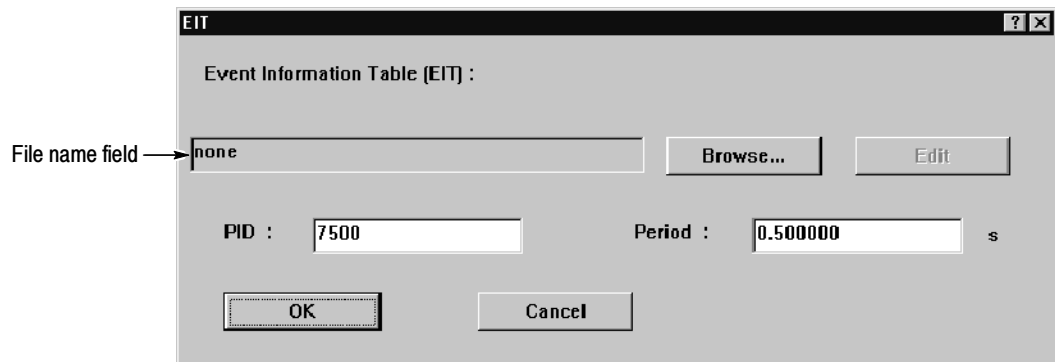 EIT
Event Information Table (EIT) :
File name field
none
Browse...
Edit
PID :
7500
Period :
0.500000
s
OK
Cancel